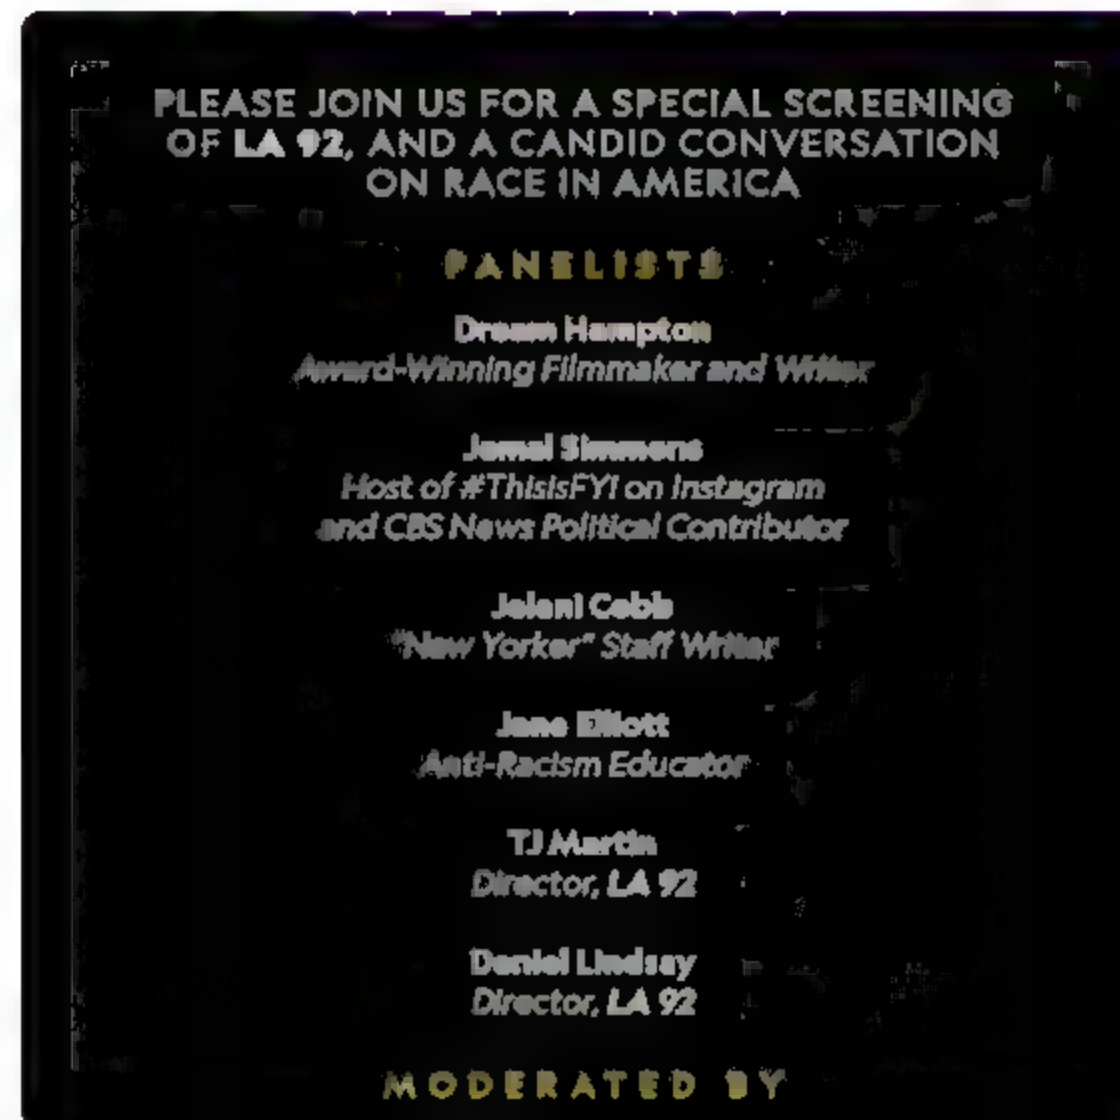 PLEASE JOIN US FOR A SPECIAL SCREENING
OF LA 92, AND A CANDID CONVERSATION
ON RACE IN AMERICA
PANELISTS
Dream Hampton
Award-Winning Filmmaker and Writer
Jamal Simmons
Host of #ThisIsFYI on Instagram
and CBS News Political Contributor
Jelani Cobb
"New Yorker" Staff Writer
Jane Elliott
Anti-Racism Educator
TJ Martin
Director, LA 92
Daniel Lindsay
Director, LA 92
MODERATED BY